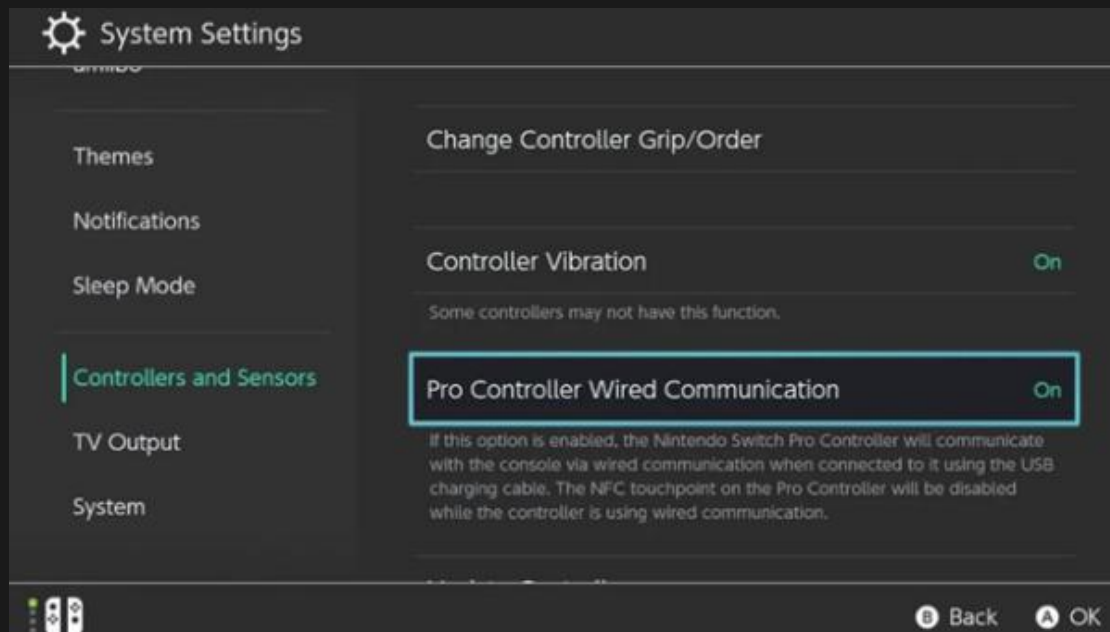 System Settings
amiibo
Themes
Notifications
Sleep Mode
Controllers and Sensors
TV Output
System
Change Controller Grip/Order
Controller Vibration On
Some controllers may not have this function.
Pro Controller Wired Communication On
If this option is enabled, the Nintendo Switch Pro Controller will communicate
with the console via wired communication when connected to it using the USB
charging cable. The NFC touchpoint on the Pro Controller will be disabled
while the controller is using wired communication.
B Back A OK